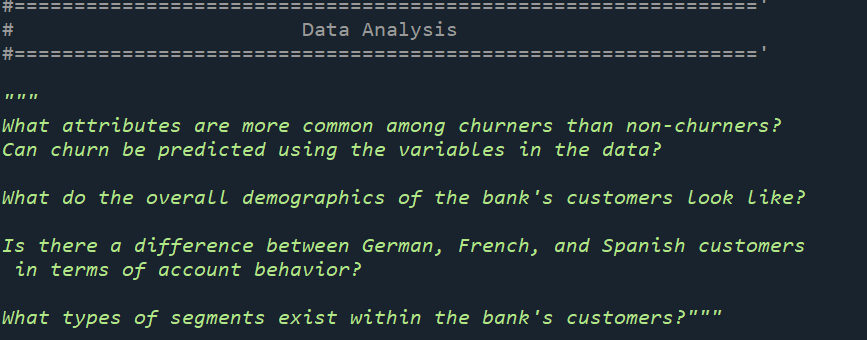 #=============================================================='
# Data Analysis
#=============================================================='
"""
What attributes are more common among churners than non-churners?
Can churn be predicted using the variables in the data?
What do the overall demographics of the bank's customers look like?
Is there a difference between German, French, and Spanish customers
in terms of account behavior?
What types of segments exist within the bank's customers?"""